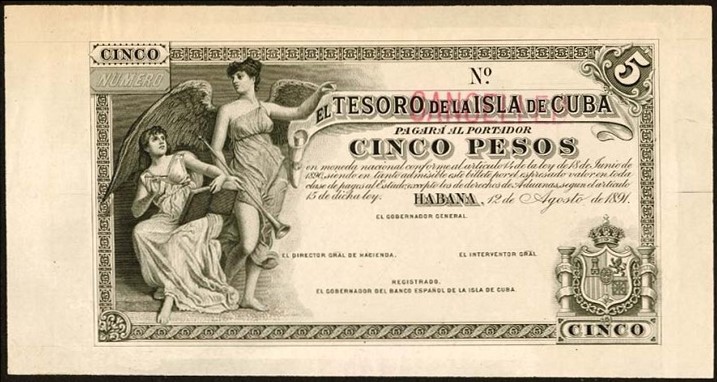 CINCO
NUMERO
5
Nº
CANCELLED
EL TESORO DE LA ISLA DE CUBA
PAGARÁ AL PORTADOR
CINCO PESOS
en moneda nacional conforme al artículo 14 de la ley de 18 de Junio de
1890, siendo en tanto admisible este billete por el espresado valor en toda
clase de pagos al Estado, excepto los de derechos de Aduanas, segun el artículo
15 de dicha ley. HABANA, 12 de Agosto de 1891.
EL GOBERNADOR GENERAL
EL DIRECTOR GRAL DE HACIENDA. EL INTERVENTOR GRAL
REGISTRADO.
EL GOBERNADOR DEL BANCO ESPAÑOL DE LA ISLA DE CUBA.
CINCO